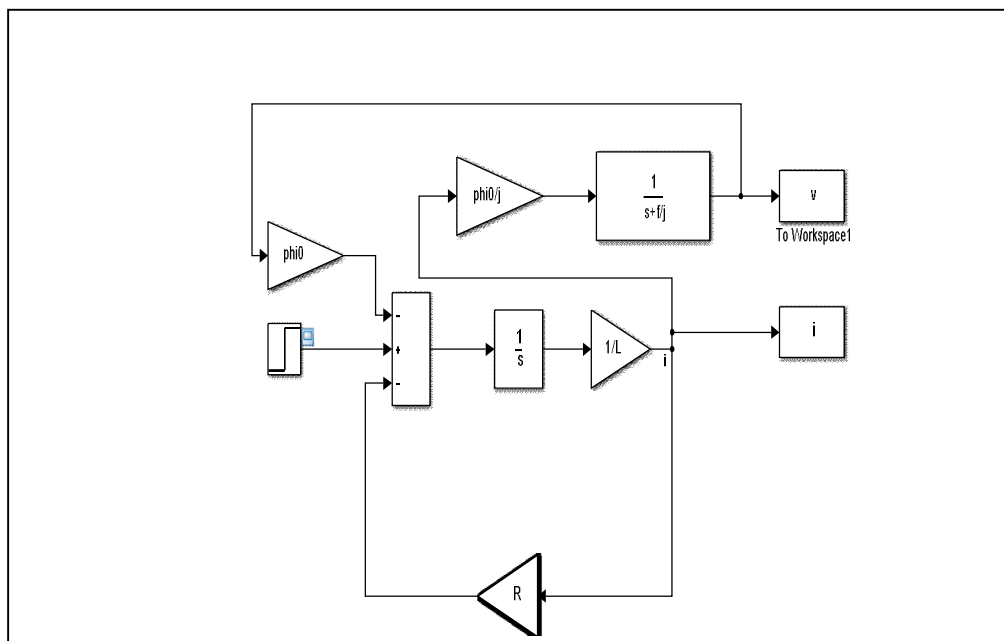 phi0/j
1
s+f/j
v
To Workspace1
phi0
-
+
-
1
s
1/L
i
i
R